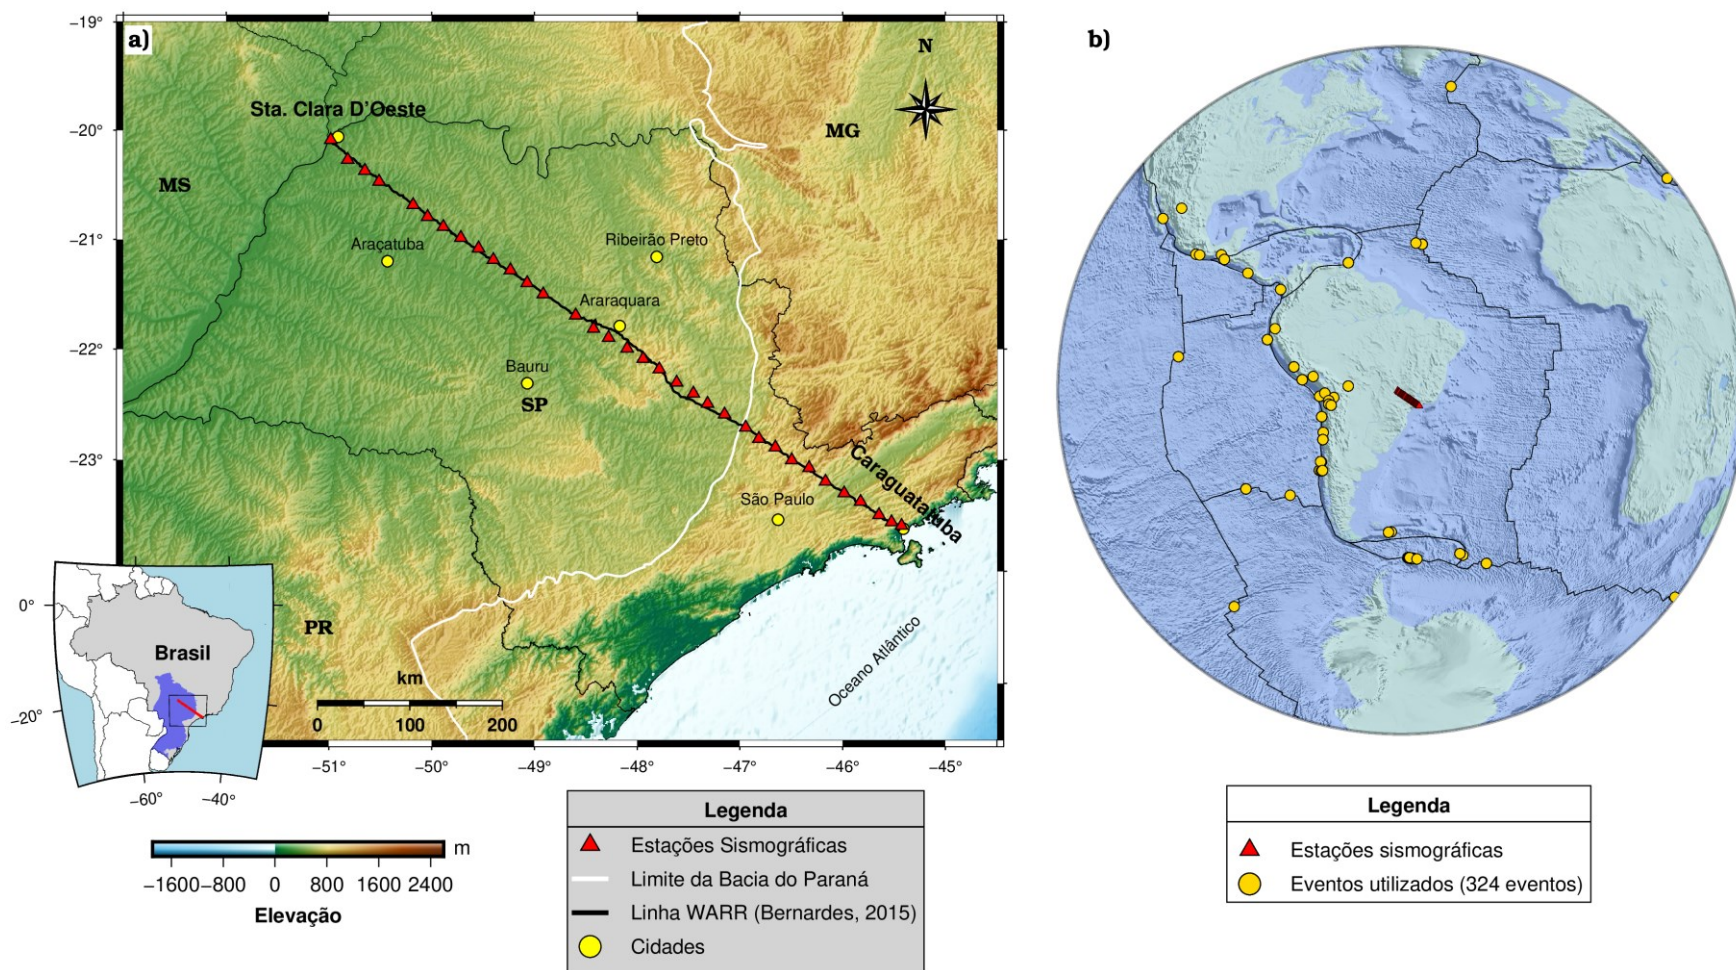 a)
N
−19°
−20°
−21°
−22°
−23°
Sta. Clara D'Oeste
MG
MS
Araçatuba
Ribeirão Preto
Araraquara
Bauru
SP
São Paulo
Caraguatatuba
PR
Oceano Atlântico
km
0 100 200
−51° −50° −49° −48° −47° −46° −45°
0°
−20°
Brasil
−60° −40°
m
−1600 −800 0 800 1600 2400
Elevação
Legenda
Estações Sismográficas
Limite da Bacia do Paraná
Linha WARR (Bernardes, 2015)
Cidades
b)
Legenda
Estações sismográficas
Eventos utilizados (324 eventos)